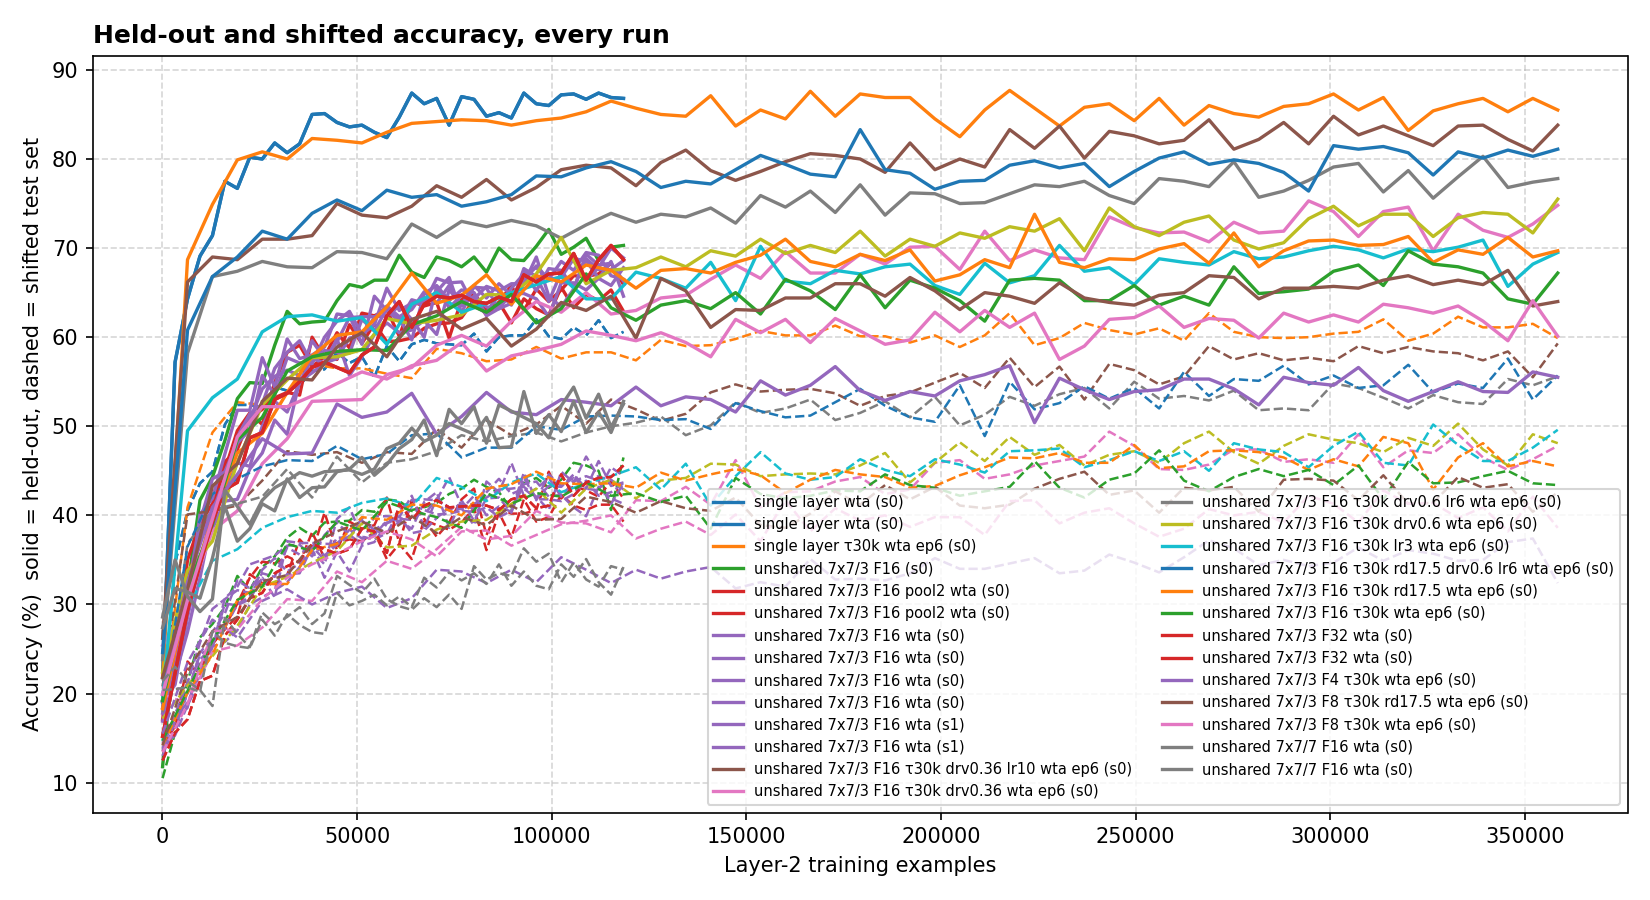 Held-out and shifted accuracy, every run
Accuracy (%)  solid = held-out, dashed = shifted test set
90
80
70
60
50
40
30
20
10
single layer wta (s0)
single layer wta (s0)
single layer τ30k wta ep6 (s0)
unshared 7x7/3 F16 (s0)
unshared 7x7/3 F16 pool2 wta (s0)
unshared 7x7/3 F16 pool2 wta (s0)
unshared 7x7/3 F16 wta (s0)
unshared 7x7/3 F16 wta (s0)
unshared 7x7/3 F16 wta (s0)
unshared 7x7/3 F16 wta (s0)
unshared 7x7/3 F16 wta (s1)
unshared 7x7/3 F16 wta (s1)
unshared 7x7/3 F16 τ30k drv0.36 lr10 wta ep6 (s0)
unshared 7x7/3 F16 τ30k drv0.36 wta ep6 (s0)
unshared 7x7/3 F16 τ30k drv0.6 lr6 wta ep6 (s0)
unshared 7x7/3 F16 τ30k drv0.6 wta ep6 (s0)
unshared 7x7/3 F16 τ30k lr3 wta ep6 (s0)
unshared 7x7/3 F16 τ30k rd17.5 drv0.6 lr6 wta ep6 (s0)
unshared 7x7/3 F16 τ30k rd17.5 wta ep6 (s0)
unshared 7x7/3 F16 τ30k wta ep6 (s0)
unshared 7x7/3 F32 wta (s0)
unshared 7x7/3 F32 wta (s0)
unshared 7x7/3 F4 τ30k wta ep6 (s0)
unshared 7x7/3 F8 τ30k rd17.5 wta ep6 (s0)
unshared 7x7/3 F8 τ30k wta ep6 (s0)
unshared 7x7/7 F16 wta (s0)
unshared 7x7/7 F16 wta (s0)
0
50000
100000
150000
200000
250000
300000
350000
Layer-2 training examples